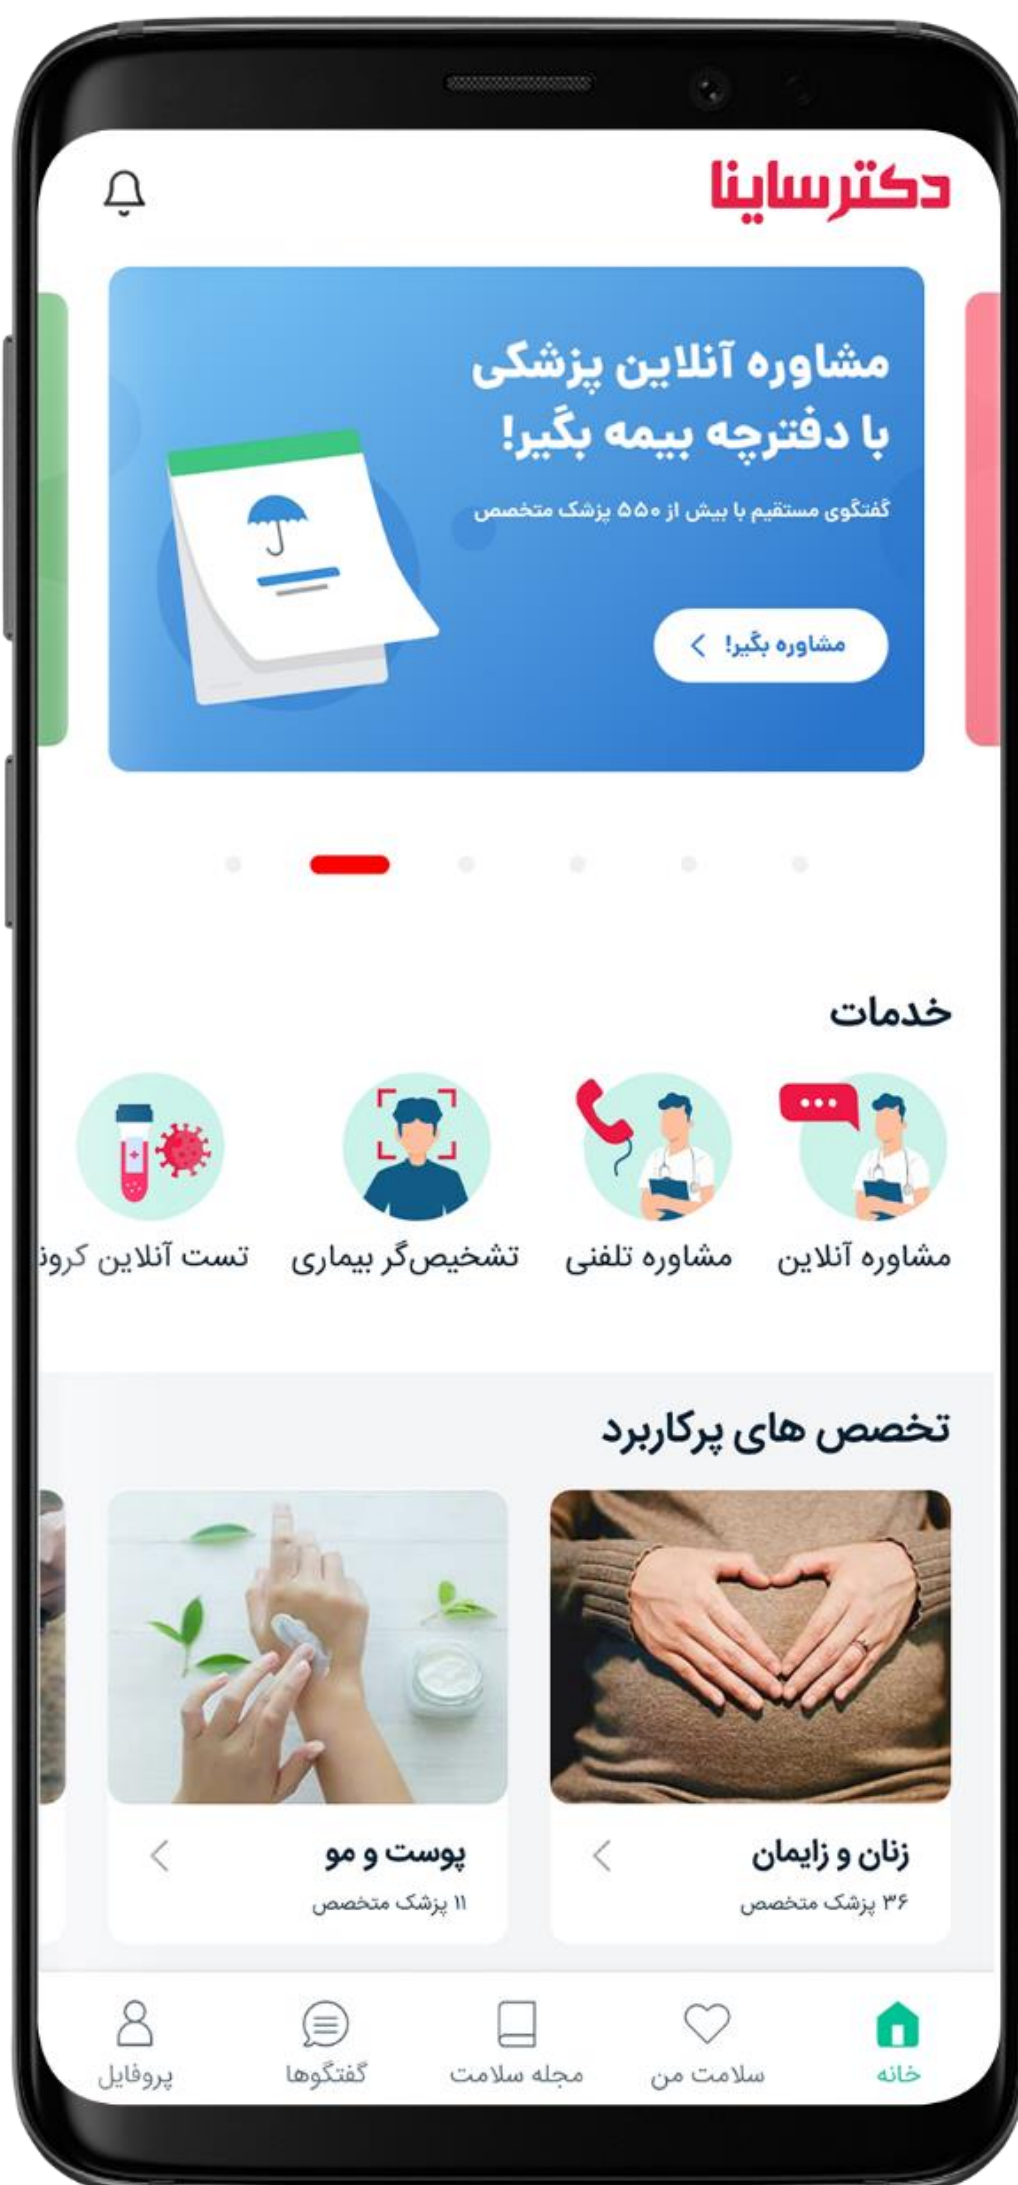 دکترساینا
مشاوره آنلاین پزشکی
با دفترچه بیمه بگیر!
گفتگوی مستقیم با بیش از ۵۵۰ پزشک متخصص
مشاوره بگیر!
خدمات
مشاوره آنلاین
مشاوره تلفنی
تشخیص‌گر بیماری
تست آنلاین کرون
تخصص های پرکاربرد
زنان و زایمان
۳۶ پزشک متخصص
پوست و مو
۱۱ پزشک متخصص
خانه
سلامت من
مجله سلامت
گفتگوها
پروفایل